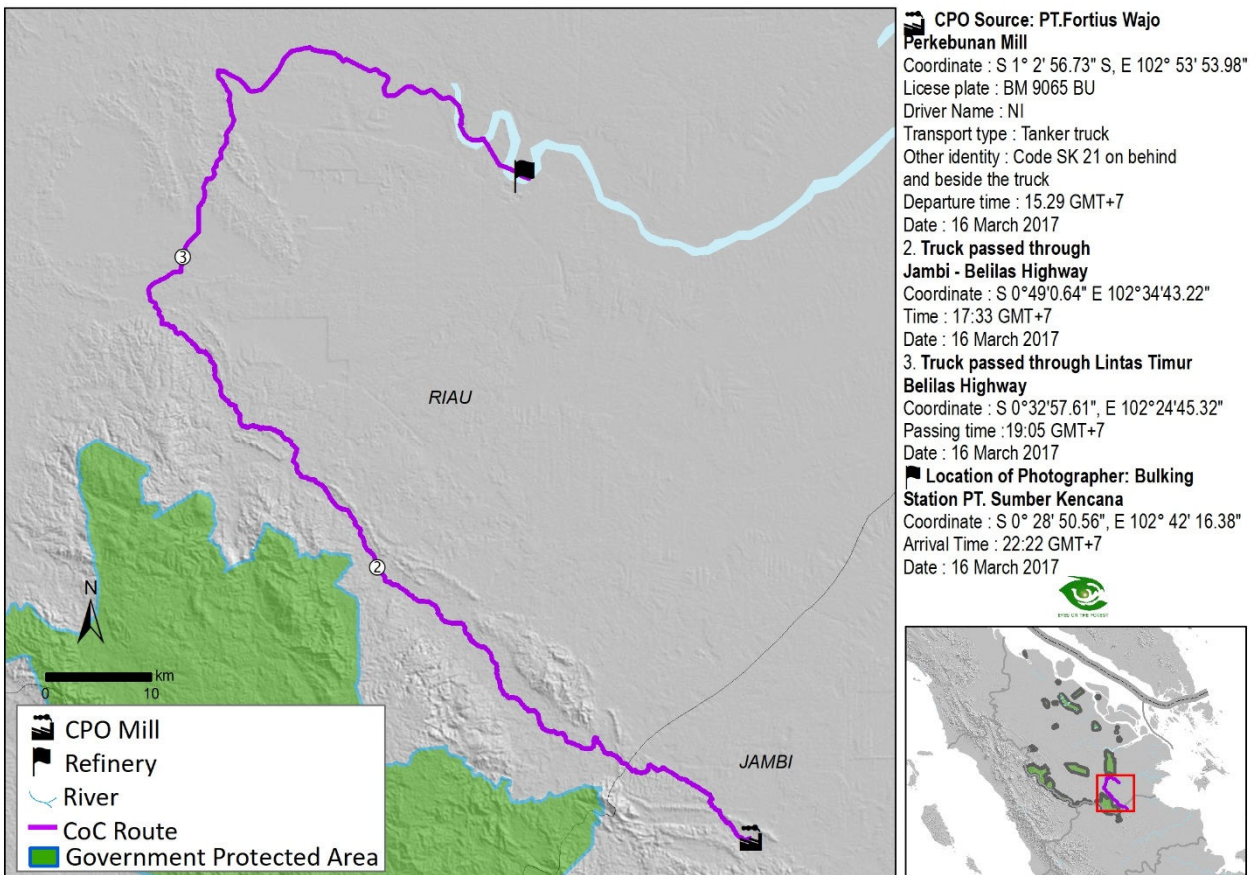 CPO Source: PT.Fortius Wajo
Perkebunan Mill
Coordinate : S 1° 2' 56.73" S, E 102° 53' 53.98"
Licese plate : BM 9065 BU
Driver Name : NI
Transport type : Tanker truck
Other identity : Code SK 21 on behind
and beside the truck
Departure time : 15.29 GMT+7
Date : 16 March 2017
2. Truck passed through
Jambi - Belilas Highway
Coordinate : S 0°49'0.64" E 102°34'43.22"
Time : 17:33 GMT+7
Date : 16 March 2017
3. Truck passed through Lintas Timur
Belilas Highway
Coordinate : S 0°32'57.61", E 102°24'45.32"
Passing time :19:05 GMT+7
Date : 16 March 2017
Location of Photographer: Bulking
Station PT. Sumber Kencana
Coordinate : S 0° 28' 50.56", E 102° 42' 16.38"
Arrival Time : 22:22 GMT+7
Date : 16 March 2017
EYES ON THE FOREST
3
RIAU
2
JAMBI
N
km
0 10
CPO Mill
Refinery
River
CoC Route
Government Protected Area